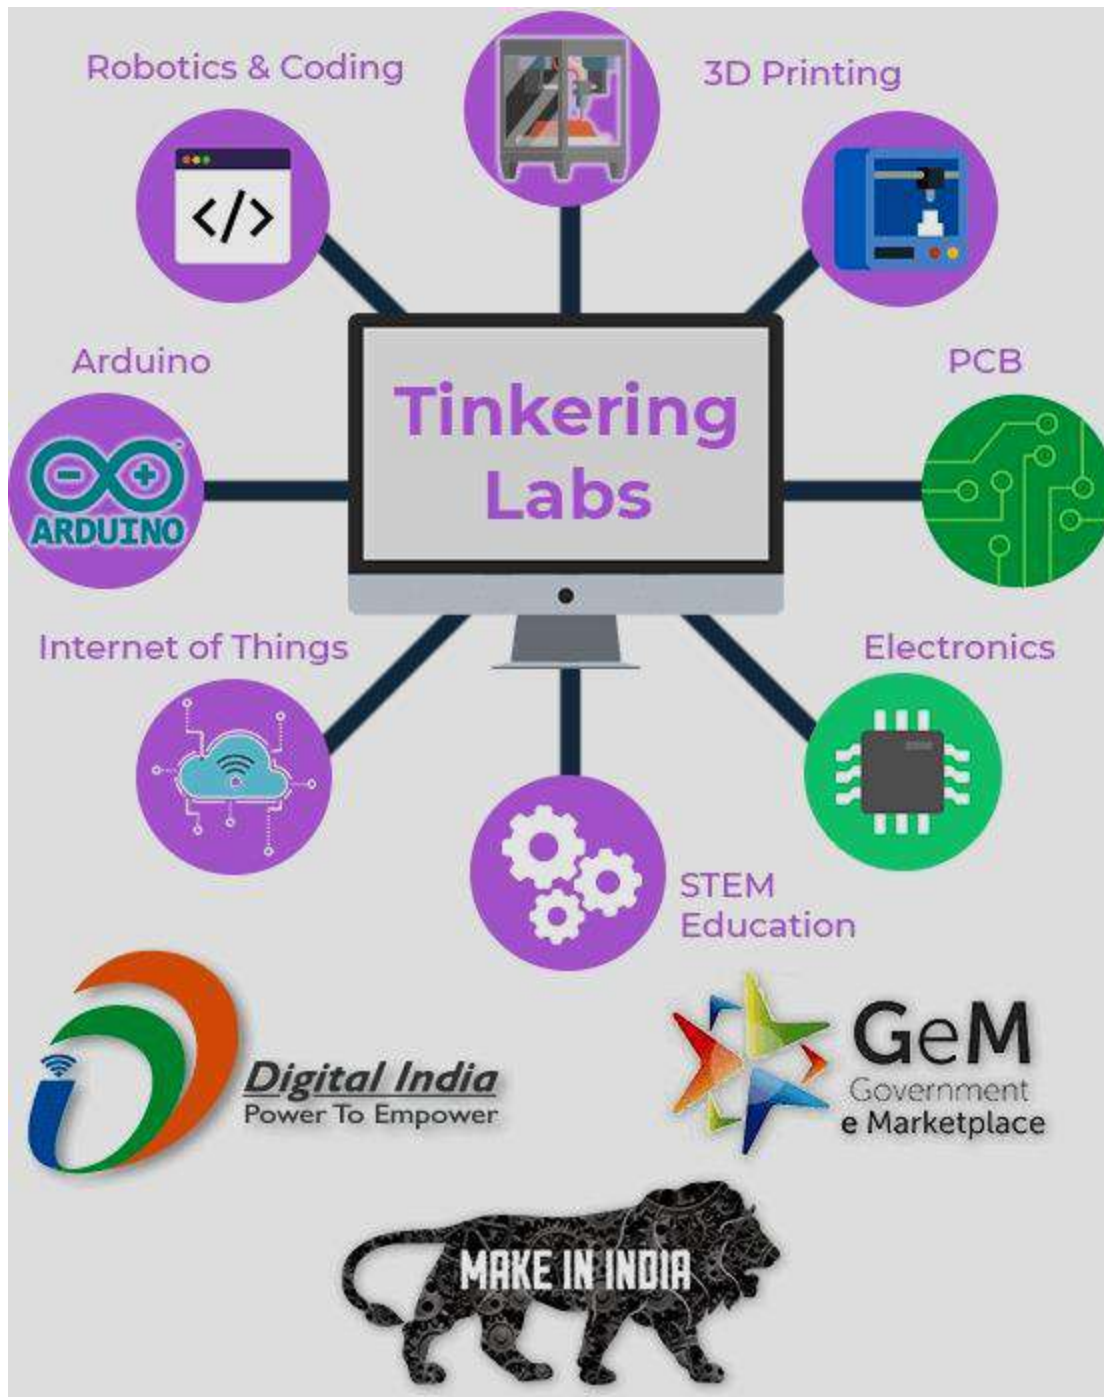 Robotics & Coding
3D Printing
</>
Tinkering
Labs
Arduino
ARDUINO
PCB
Internet of Things
Electronics
STEM
Education
Digital India
Power To Empower
GeM
Government
e Marketplace
MAKE IN INDIA